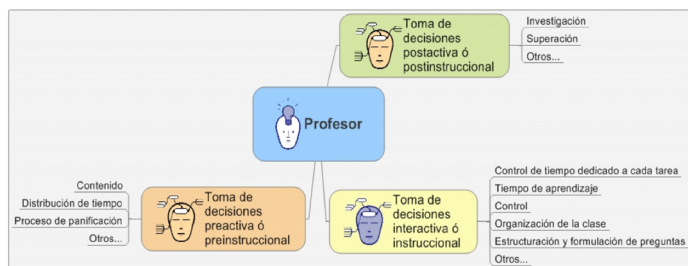 Toma de
decisiones
postactiva ó
postinstruccional
Investigación
Superación
Otros...
Profesor
Contenido
Distribución de tiempo
Proceso de panificación
Otros...
Toma de
decisiones
preactiva ó
preinstruccional
Toma de
decisiones
interactiva ó
instruccional
Control de tiempo dedicado a cada tarea
Tiempo de aprendizaje
Control
Organización de la clase
Estructuración y formulación de preguntas
Otros...